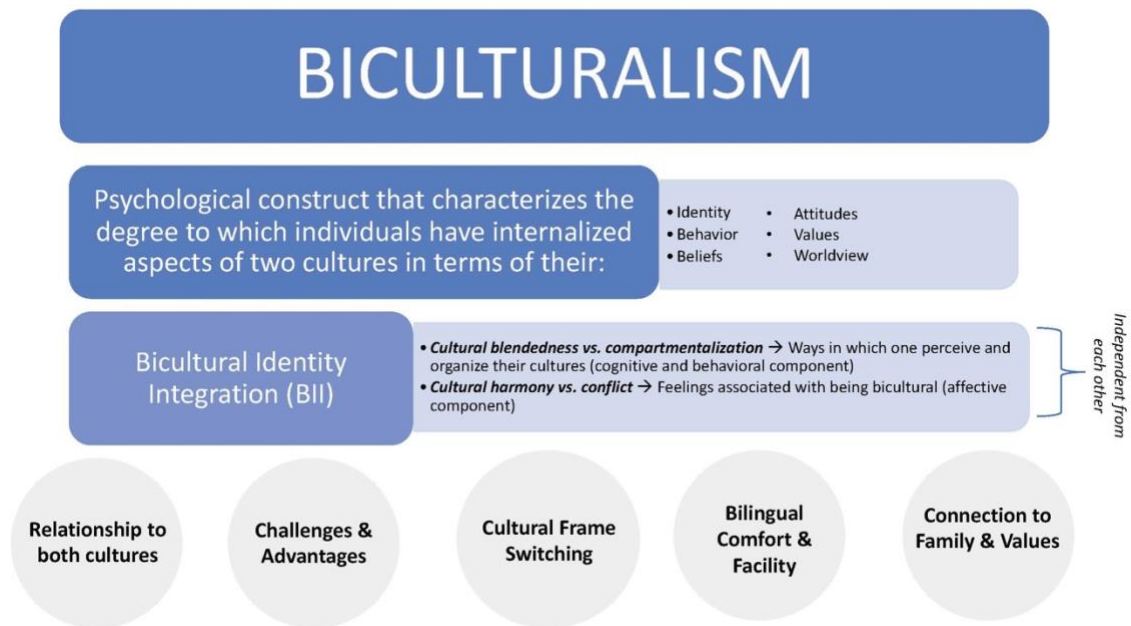 BICULTURALISM
Psychological construct that characterizes the
degree to which individuals have internalized
aspects of two cultures in terms of their:
• Identity • Attitudes
• Behavior • Values
• Beliefs • Worldview
Bicultural Identity
Integration (BII)
• Cultural blendedness vs. compartmentalization → Ways in which one perceive and
organize their cultures (cognitive and behavioral component)
• Cultural harmony vs. conflict → Feelings associated with being bicultural (affective
component)
Independent from
each other
Relationship to
both cultures
Challenges &
Advantages
Cultural Frame
Switching
Bilingual
Comfort &
Facility
Connection to
Family & Values